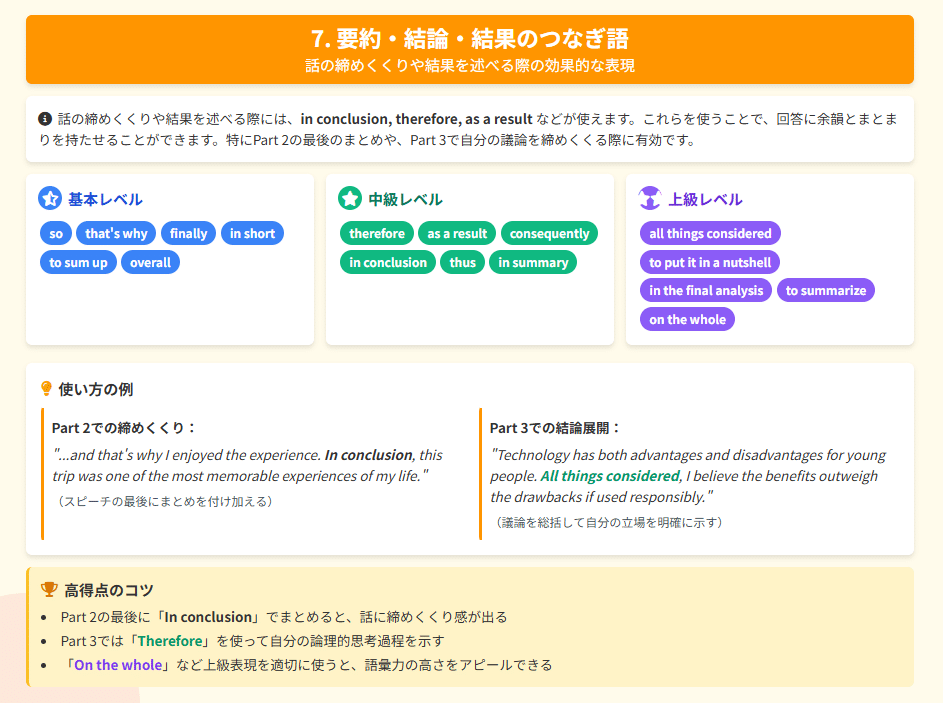 7. 要約・結論・結果のつなぎ語
話の締めくくりや結果を述べる際の効果的な表現
話の締めくくりや結果を述べる際には、in conclusion, therefore, as a result などが使えます。これらを使うことで、回答に余韻とまとま
りを持たせることができます。特にPart 2の最後のまとめや、Part 3で自分の議論を締めくくる際に有効です。
基本レベル
so that's why finally in short
to sum up overall
中級レベル
therefore as a result consequently
in conclusion thus in summary
上級レベル
all things considered
to put it in a nutshell
in the final analysis to summarize
on the whole
使い方の例
Part 2での締めくくり：
"...and that's why I enjoyed the experience. In conclusion, this
trip was one of the most memorable experiences of my life."
（スピーチの最後にまとめを付け加える）
Part 3での結論展開：
"Technology has both advantages and disadvantages for young
people. All things considered, I believe the benefits outweigh
the drawbacks if used responsibly."
（議論を総括して自分の立場を明確に示す）
高得点のコツ
• Part 2の最後に「In conclusion」でまとめると、話に締めくくり感が出る
• Part 3では「Therefore」を使って自分の論理的思考過程を示す
• 「On the whole」など上級表現を適切に使うと、語彙力の高さをアピールできる